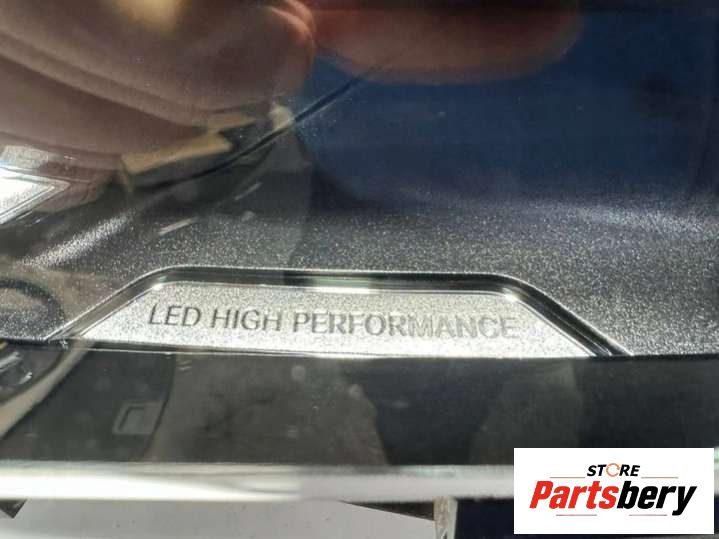 LED HIGH PERFORMANCE
STORE
Partsbery